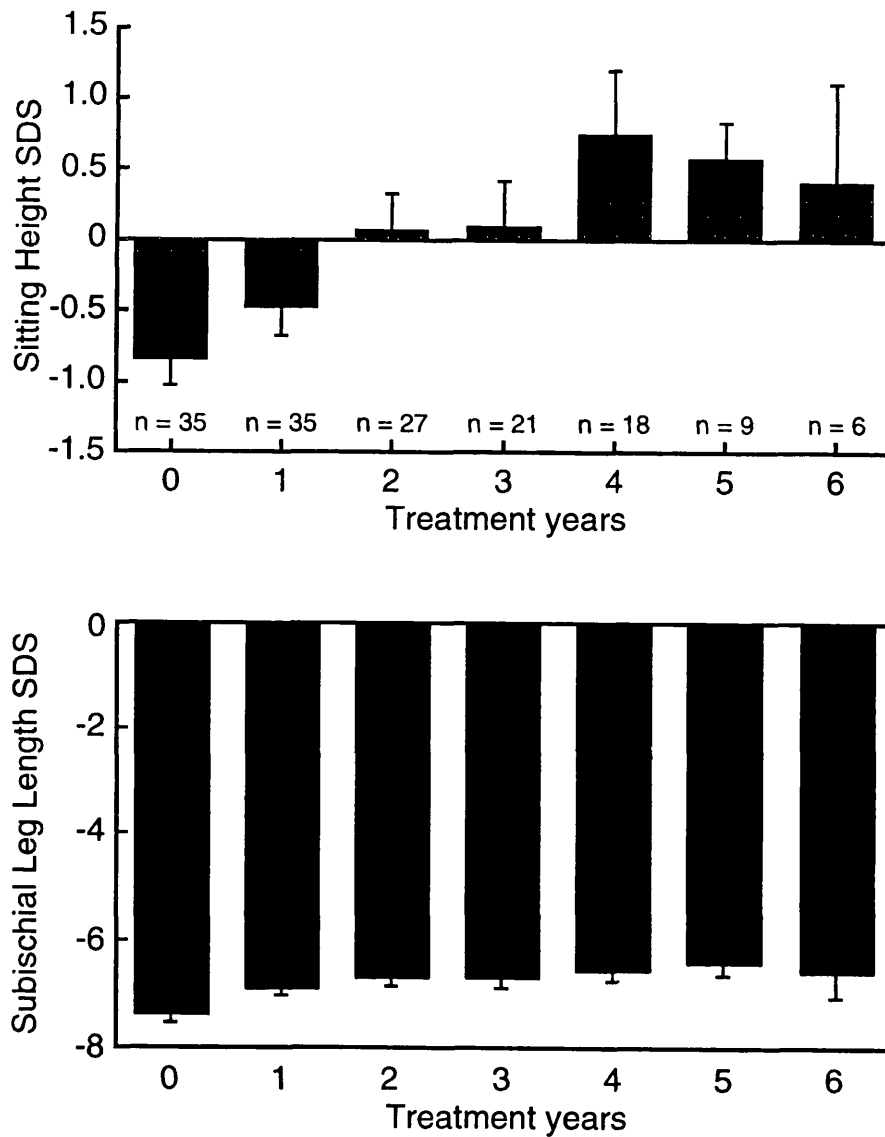 Sitting Height SDS
1.5
1.0
0.5
0
-0.5
-1.0
-1.5
n = 35 n = 35 n = 27 n = 21 n = 18 n = 9 n = 6
0 1 2 3 4 5 6
Treatment years
Subischial Leg Length SDS
0
-2
-4
-6
-8
0 1 2 3 4 5 6
Treatment years